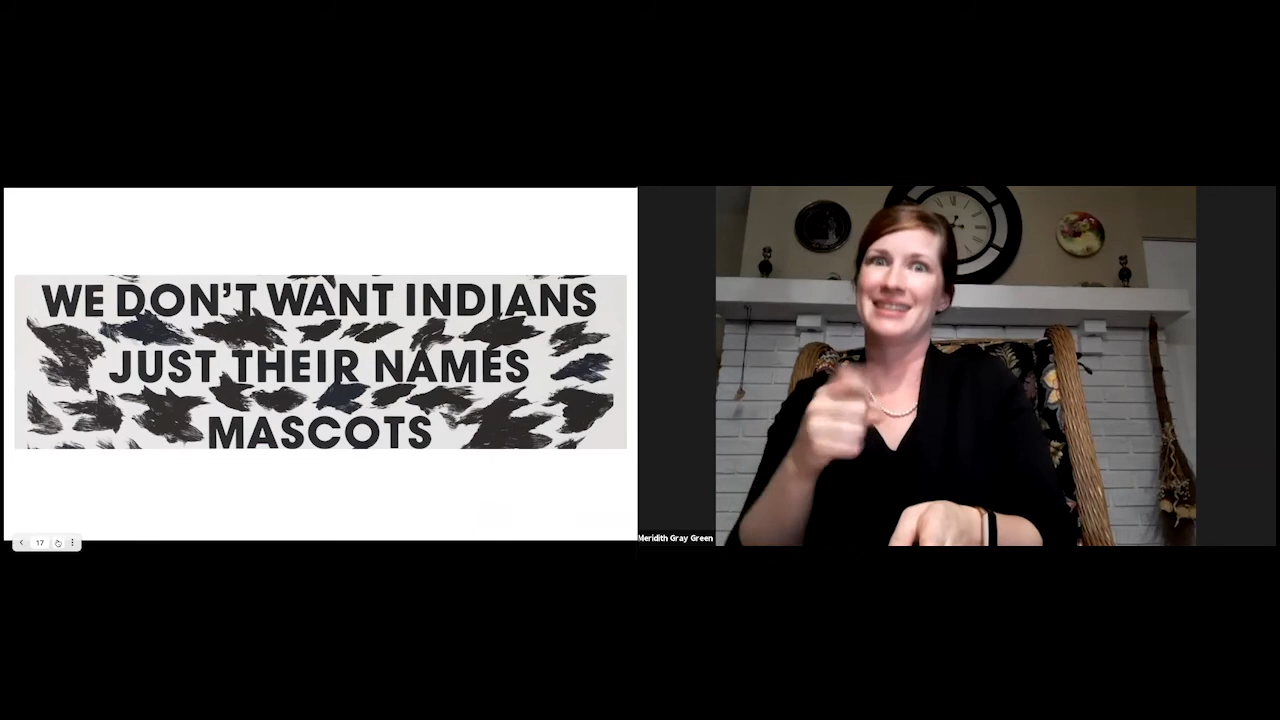 WE DON'T WANT INDIANS
JUST THEIR NAMES
MASCOTS
17
Meridith Gray Green